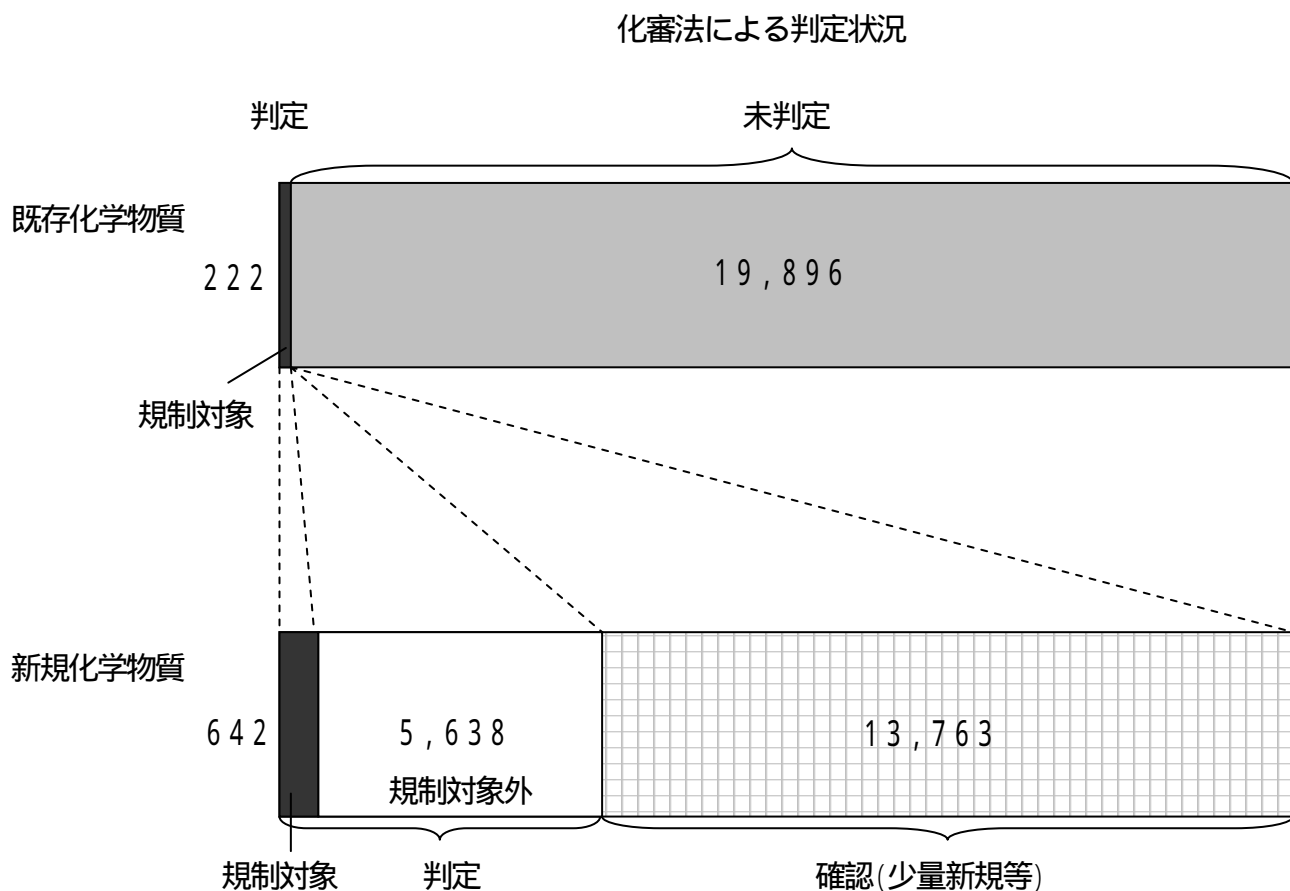 化審法による判定状況
判定
未判定
既存化学物質
222
19,896
規制対象
新規化学物質
642
5,638
13,763
規制対象外
規制対象
判定
確認(少量新規等)